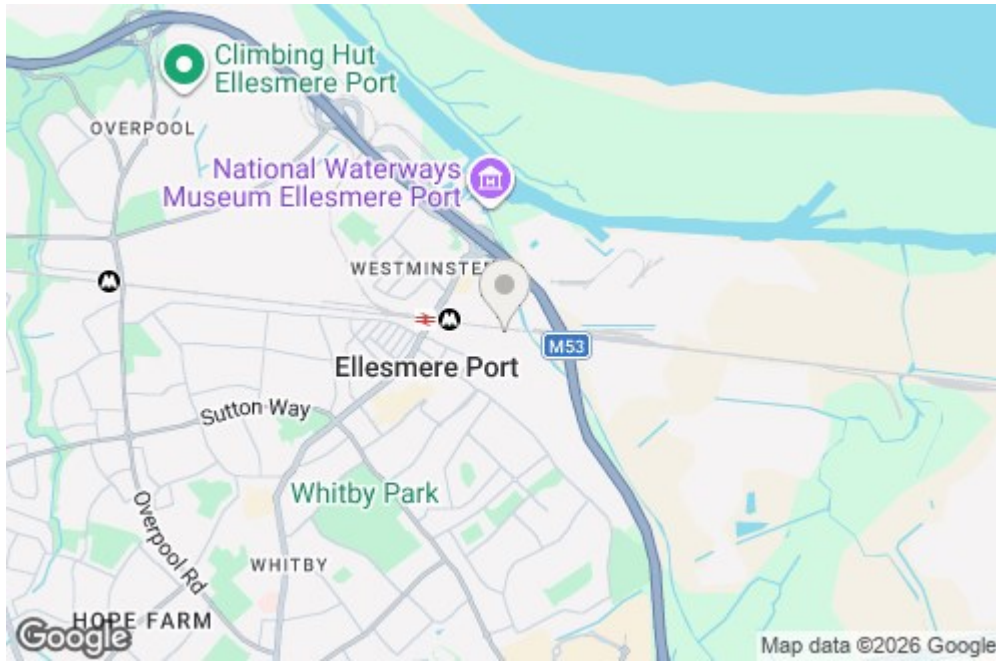 Climbing Hut
Ellesmere Port
OVERPOOL
National Waterways
Museum Ellesmere Port
WESTMINSTE
M53
Ellesmere Port
Sutton Way
Whitby Park
Overpool Rd
WHITBY
HOPE FARM
Google
Map data ©2026 Google